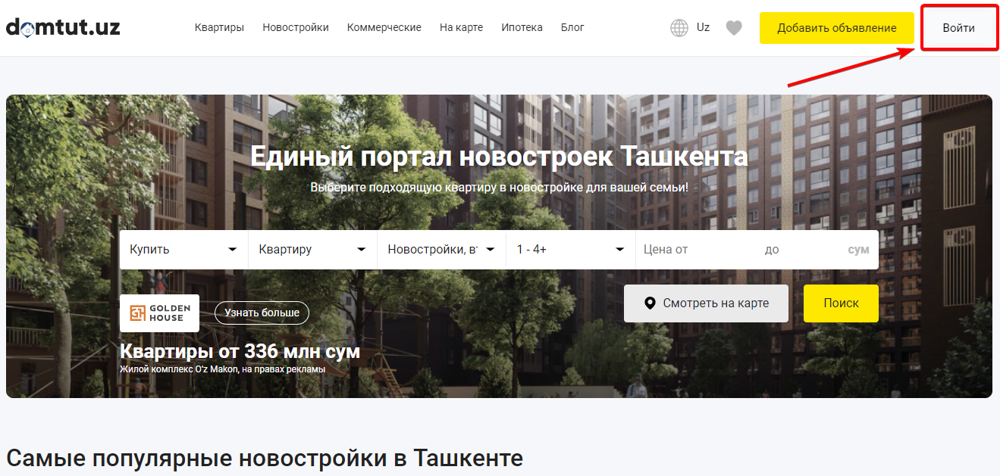 domtut.uz
Квартиры Новостройки Коммерческие На карте Ипотека Блог Uz Добавить объявление Войти
Единый портал новостроек Ташкента
Выберите подходящую квартиру в новостройке для вашей семьи!
Купить Квартиру Новостройки, в 1 - 4+ Цена от до сум
Смотреть на карте Поиск
GOLDEN
HOUSE
Узнать больше
Квартиры от 336 млн сум
Жилой комплекс O'z Makon, на правах рекламы
Самые популярные новостройки в Ташкенте